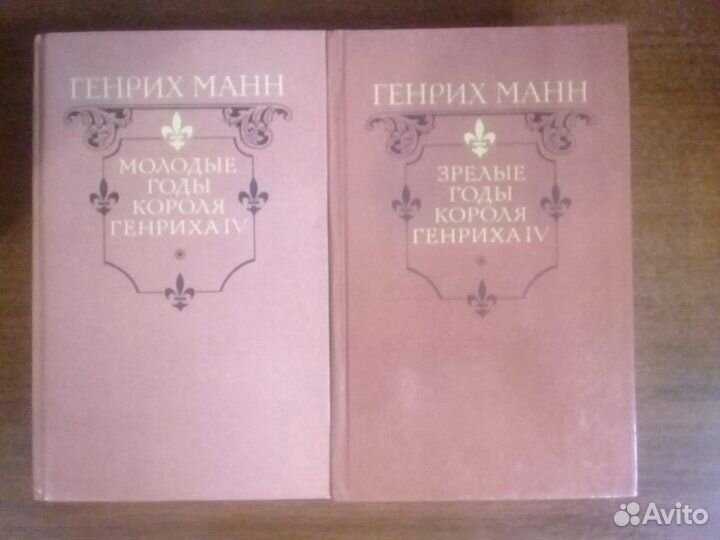 ГЕНРИХ МАНН
МОЛОДЫЕ
ГОДЫ
КОРОЛЯ
ГЕНРИХА IV
ГЕНРИХ МАНН
ЗРЕЛЫЕ
ГОДЫ
КОРОЛЯ
ГЕНРИХА IV
Avito